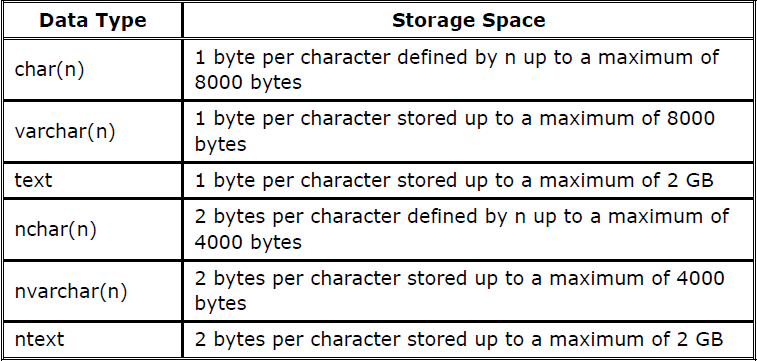 Data Type Storage Space
char(n) 1 byte per character defined by n up to a maximum of
8000 bytes
varchar(n) 1 byte per character stored up to a maximum of 8000
bytes
text 1 byte per character stored up to a maximum of 2 GB
nchar(n) 2 bytes per character defined by n up to a maximum of
4000 bytes
nvarchar(n) 2 bytes per character stored up to a maximum of 4000
bytes
ntext 2 bytes per character stored up to a maximum of 2 GB